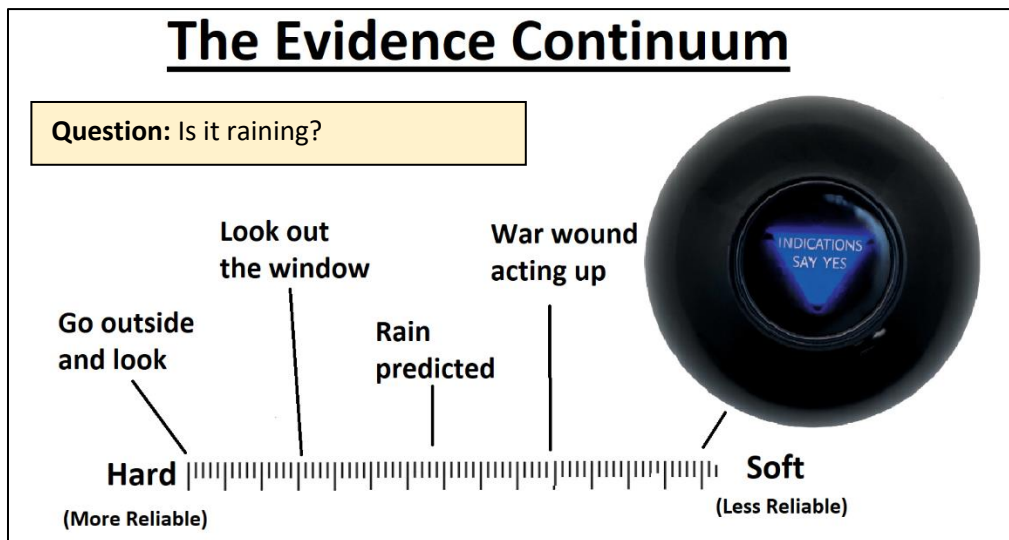 The Evidence Continuum
Question: Is it raining?
Go outside
and look
Look out
the window
Rain
predicted
War wound
acting up
INDICATIONS
SAY YES
Hard
(More Reliable)
Soft
(Less Reliable)